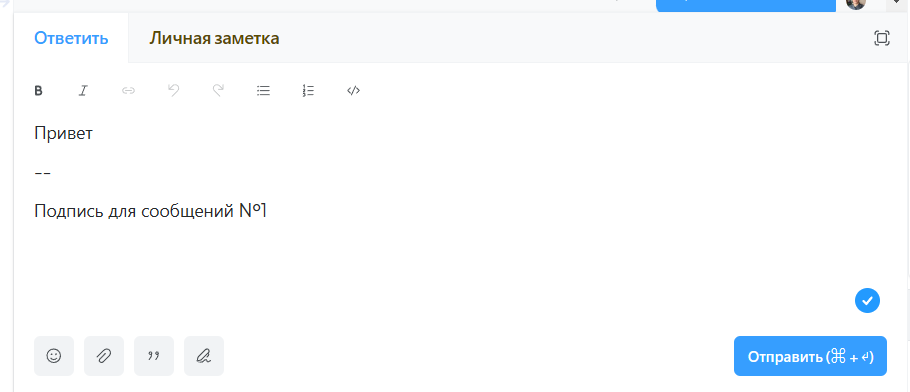 Ответить
Личная заметка
Привет
--
Подпись для сообщений №1
Отправить (⌘ + ⏎)